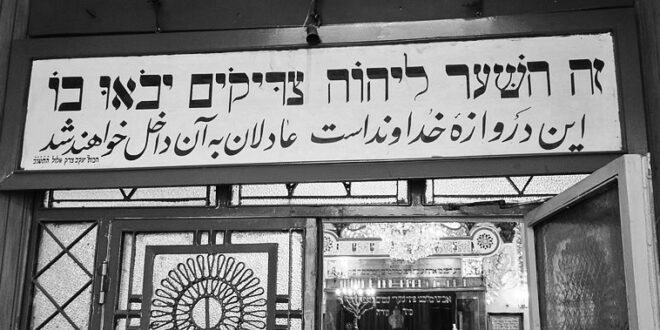 זה השער ליהוה צדיקים יבאו בו
این دروازهٔ خداوند است عادلان به آن داخل خواهند شد